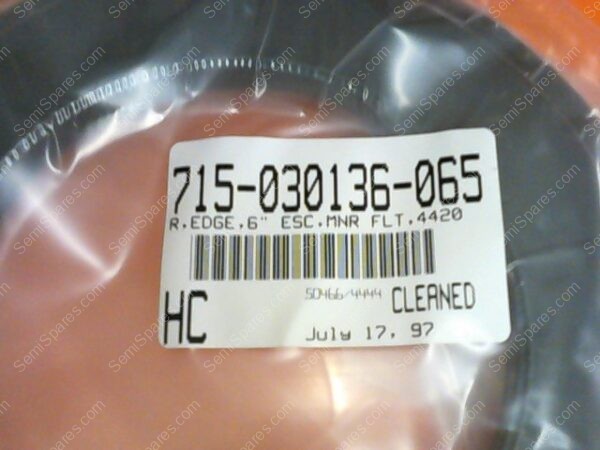 715-030136-065
R.EDGE,6" ESC.MNR FLT.4420
50466/4444 CLEANED
HC
July 17, 97
SemiSpares.com